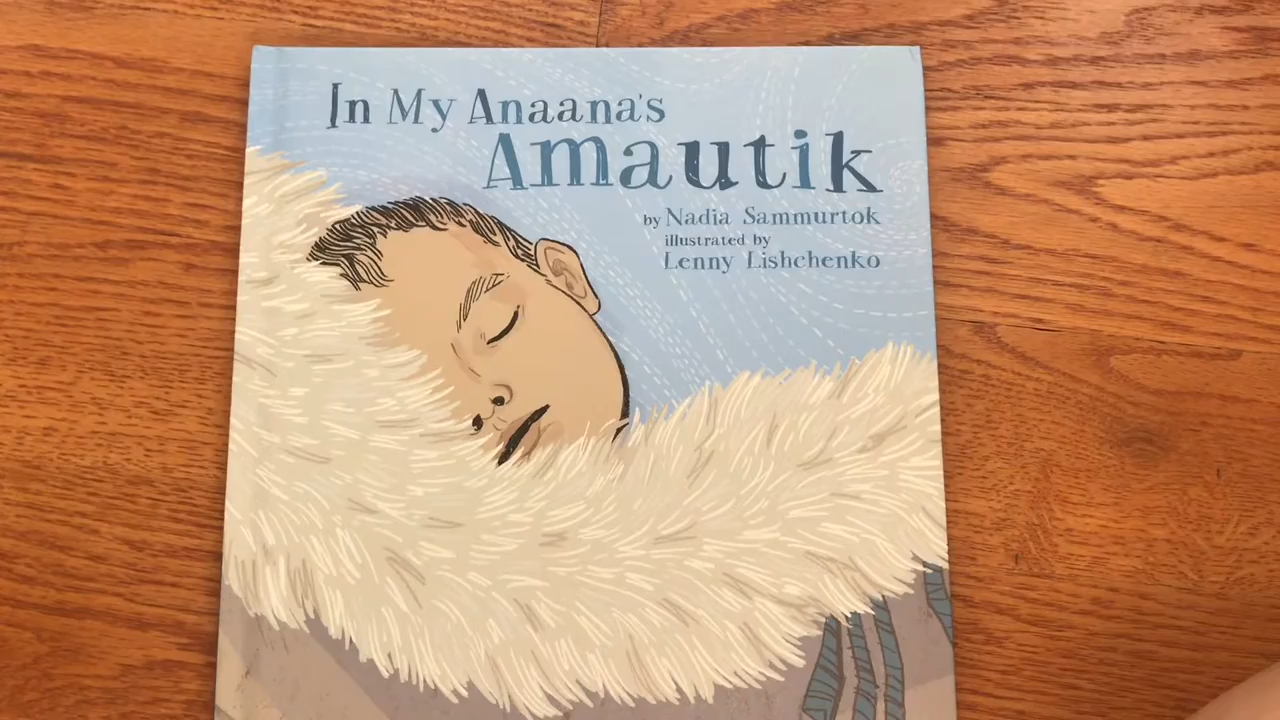 In My Anaana's
Amautik
by Nadia Sammurtok
illustrated by
Lenny Lishchenko